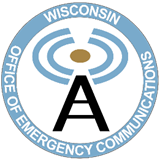 WISCONSIN
OFFICE OF EMERGENCY COMMUNICATIONS